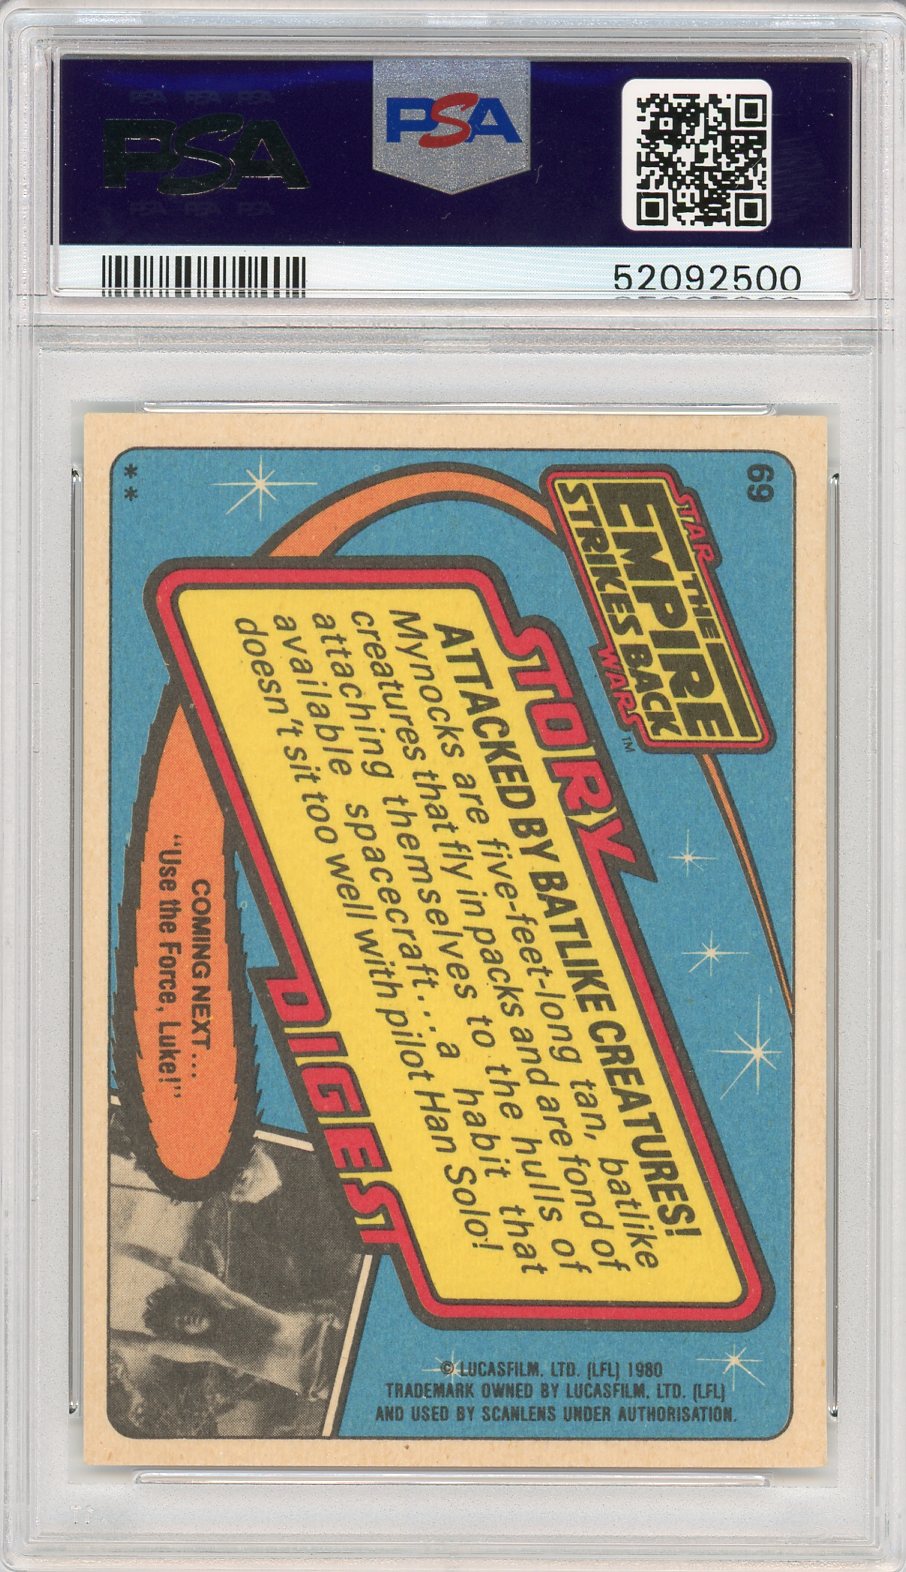 PSA
PSA
52092500
69
STAR
THE
EMPIRE
STRIKES BACK
WARS™
STORY
ATTACKED BY BATLIKE CREATURES!
Mynocks are five-feet-long tan, batlike
creatures that fly in packs and are fond of
attaching themselves to the hulls of
available spacecraft... a habit that
doesn't sit too well with pilot Han Solo!
DIGEST
COMING NEXT...
"Use the Force, Luke!"
**
© LUCASFILM, LTD. (LFL) 1980
TRADEMARK OWNED BY LUCASFILM, LTD. (LFL)
AND USED BY SCANLENS UNDER AUTHORISATION.